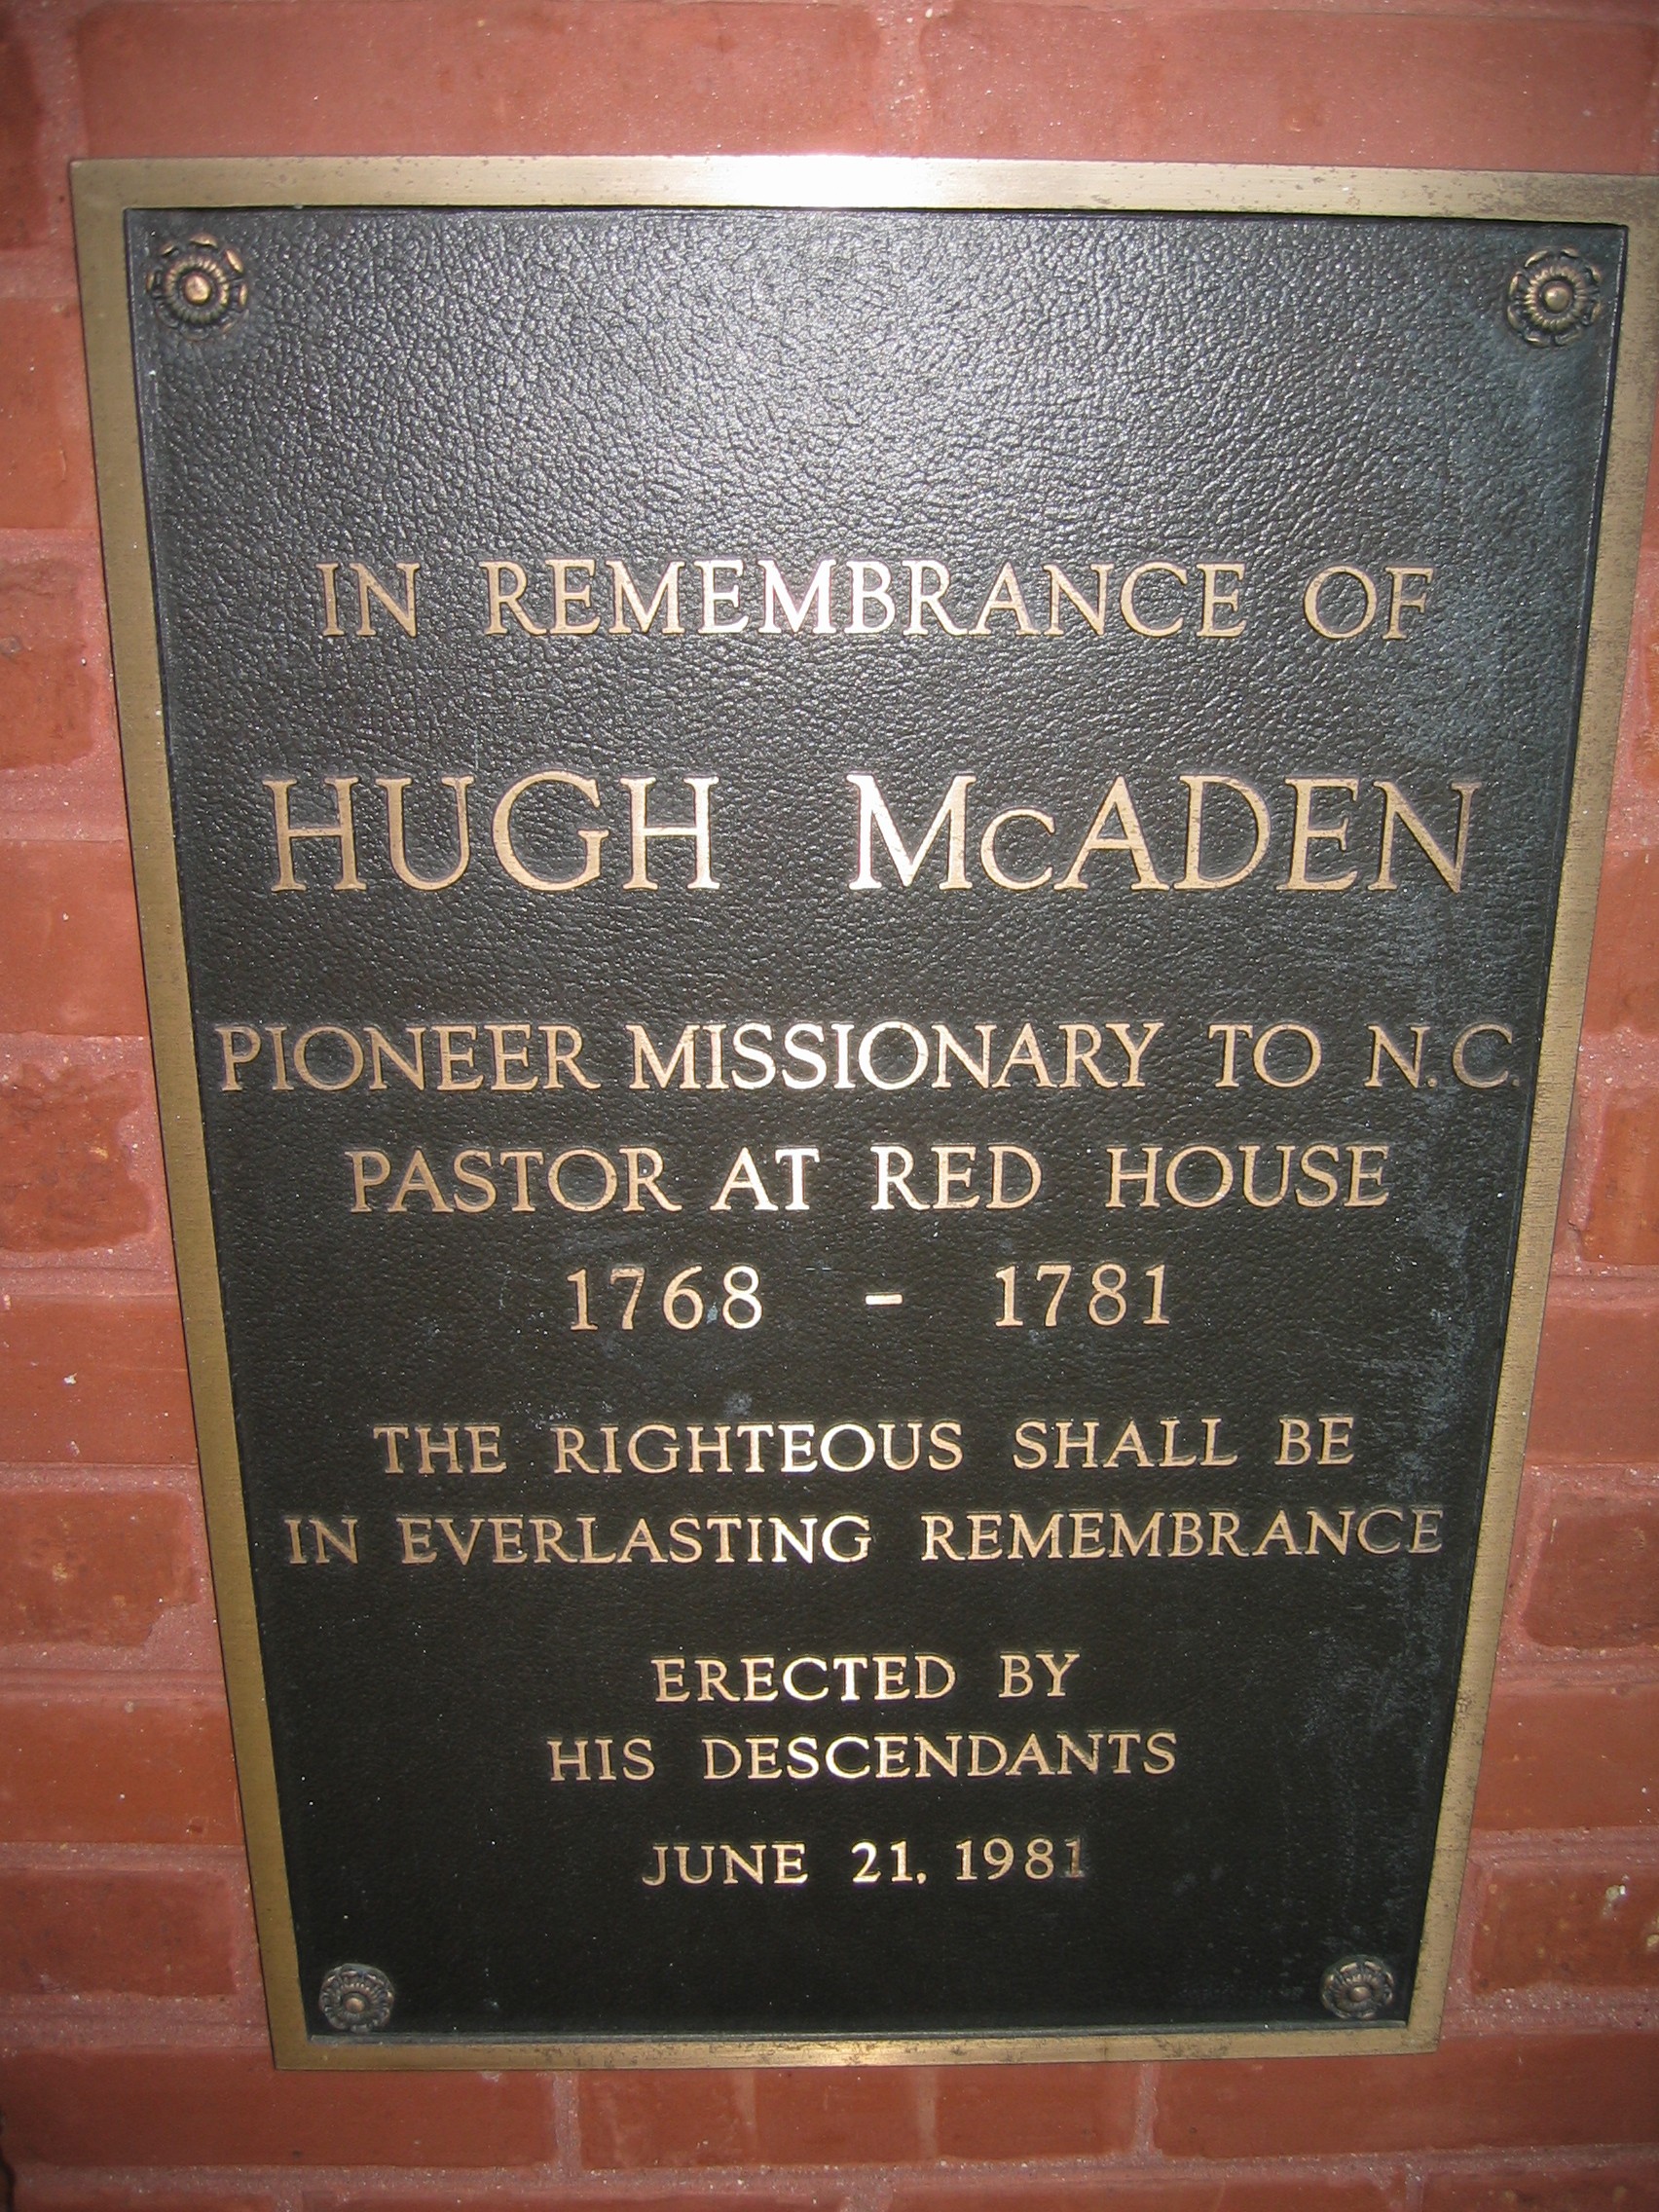 IN REMEMBRANCE OF
HUGH McADEN
PIONEER MISSIONARY TO N.C.
PASTOR AT RED HOUSE
1768 - 1781
THE RIGHTEOUS SHALL BE
IN EVERLASTING REMEMBRANCE
ERECTED BY
HIS DESCENDANTS
JUNE 21, 1981